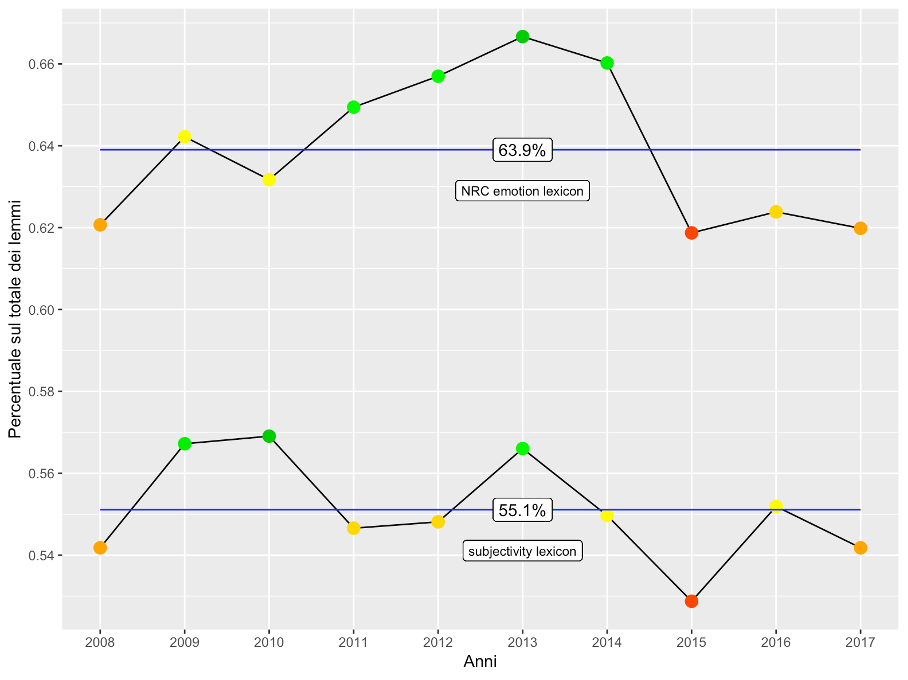 0.66
0.64
0.62
0.60
0.58
0.56
0.54
Percentuale sul totale dei lemmi
63.9%
NRC emotion lexicon
55.1%
subjectivity lexicon
2008 2009 2010 2011 2012 2013 2014 2015 2016 2017
Anni